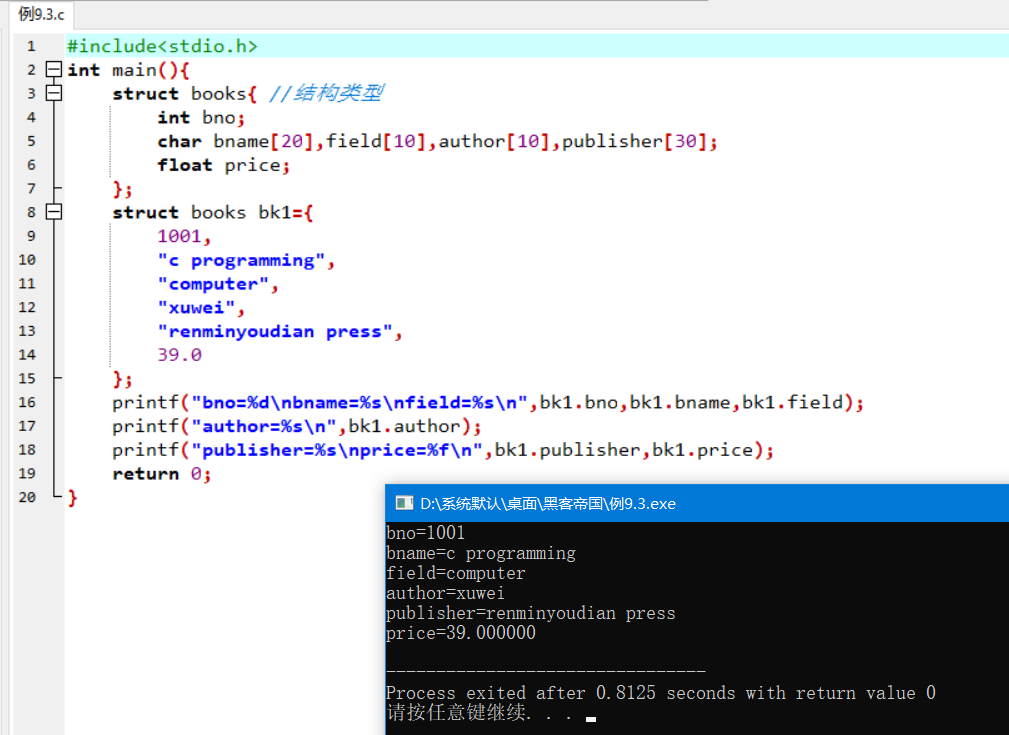 例9.3.c
1 #include<stdio.h>
2 int main(){
3 struct books{ //结构类型
4 int bno;
5 char bname[20],field[10],author[10],publisher[30];
6 float price;
7 };
8 struct books bk1={
9 1001,
10 "c programming",
11 "computer",
12 "xuwei",
13 "renminyoudian press",
14 39.0
15 };
16 printf("bno=%d\nbname=%s\nfield=%s\n",bk1.bno,bk1.bname,bk1.field);
17 printf("author=%s\n",bk1.author);
18 printf("publisher=%s\nprice=%f\n",bk1.publisher,bk1.price);
19 return 0;
20 }
D:\系统默认\桌面\黑客帝国\例9.3.exe
bno=1001
bname=c programming
field=computer
author=xuwei
publisher=renminyoudian press
price=39.000000
--------------------------------
Process exited after 0.8125 seconds with return value 0
请按任意键继续. . .